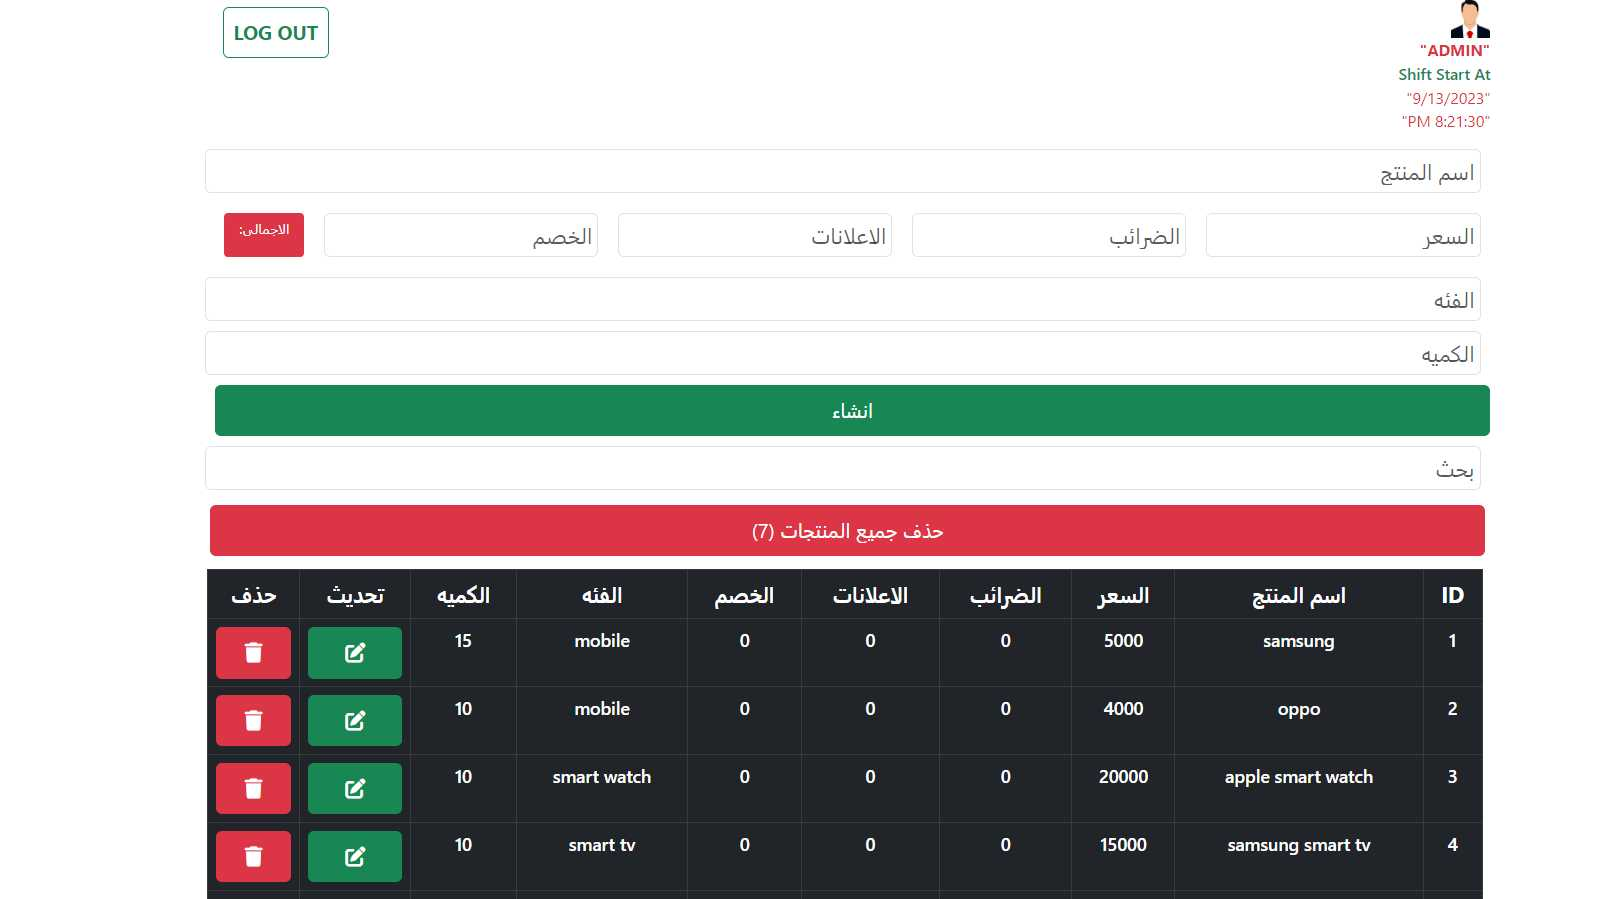 LOG OUT
"ADMIN"
Shift Start At
"9/13/2023"
"PM 8:21:30"
اسم المنتج
السعر الضرائب الاعلانات الخصم الاجمالى:
الفئه
الكميه
انشاء
بحث
حذف جميع المنتجات (7)
ID اسم المنتج السعر الضرائب الاعلانات الخصم الفئه الكميه تحديث حذف
1 samsung 5000 0 0 0 mobile 15
2 oppo 4000 0 0 0 mobile 10
3 apple smart watch 20000 0 0 0 smart watch 10
4 samsung smart tv 15000 0 0 0 smart tv 10